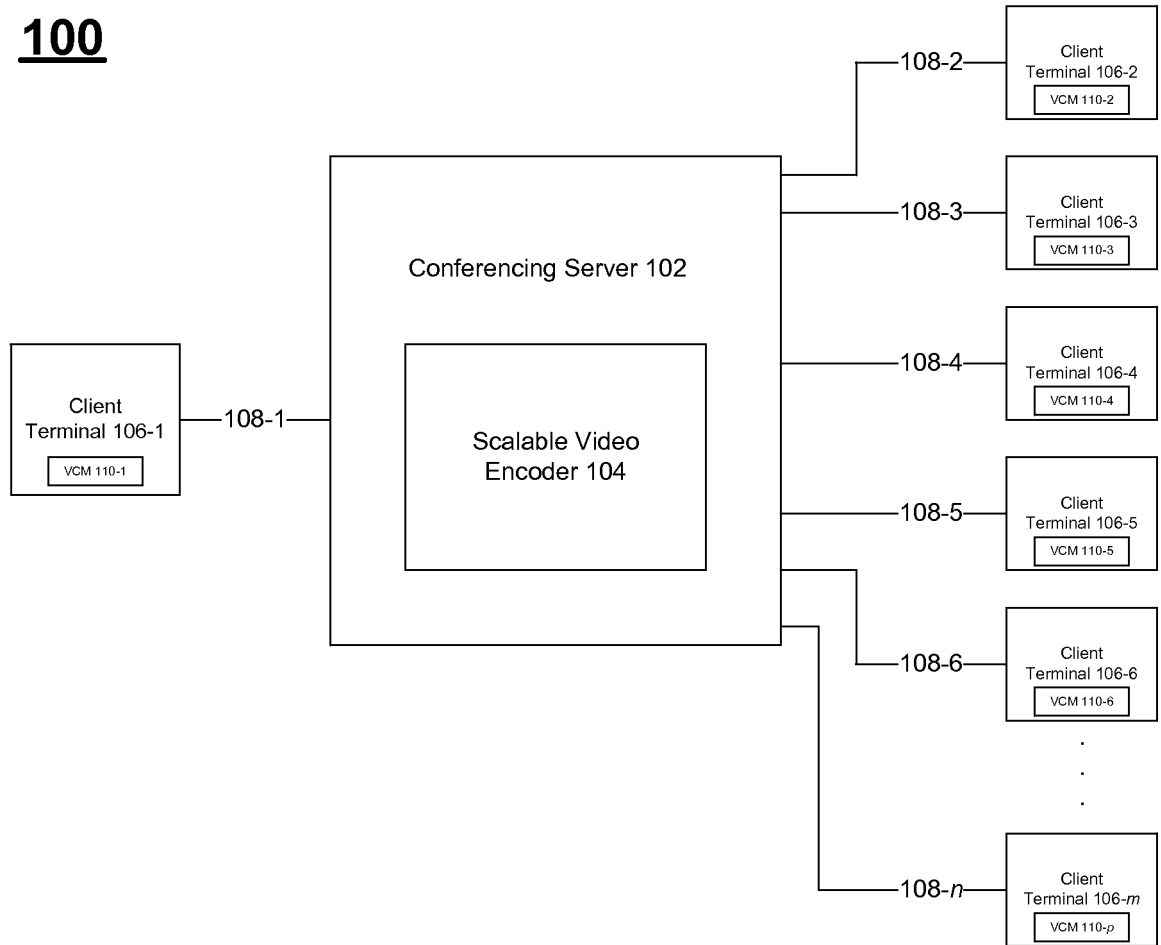 100
Client
Terminal 106-1
VCM 110-1
108-1
Conferencing Server 102
Scalable Video
Encoder 104
108-2
Client
Terminal 106-2
VCM 110-2
108-3
Client
Terminal 106-3
VCM 110-3
108-4
Client
Terminal 106-4
VCM 110-4
108-5
Client
Terminal 106-5
VCM 110-5
108-6
Client
Terminal 106-6
VCM 110-6
.
.
.
108-n
Client
Terminal 106-m
VCM 110-p